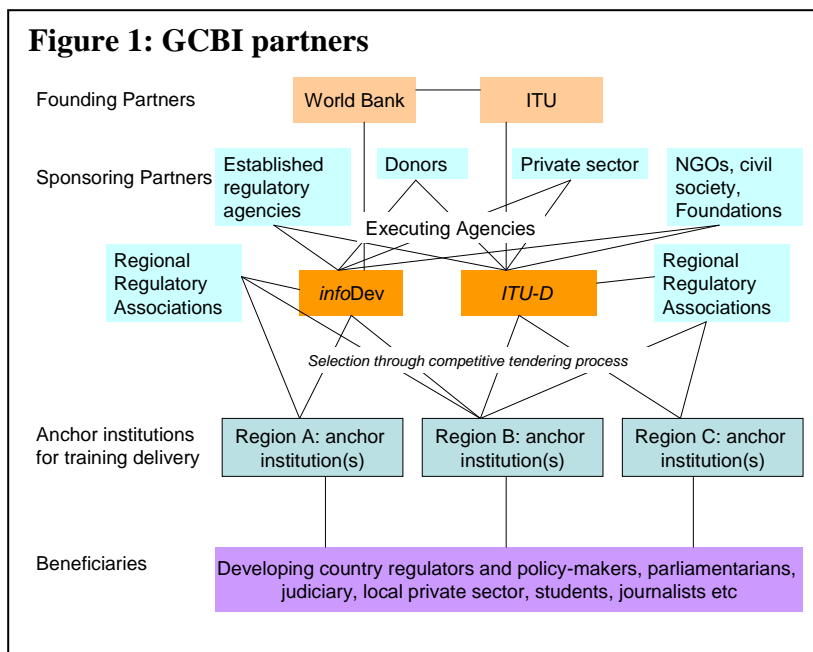 Figure 1: GCBI partners
Founding Partners
World Bank
ITU
Sponsoring Partners
Established
regulatory
agencies
Donors
Private sector
NGOs, civil
society,
Foundations
Executing Agencies
Regional
Regulatory
Associations
infoDev
ITU-D
Regional
Regulatory
Associations
Selection through competitive tendering process
Anchor institutions
for training delivery
Region A: anchor
institution(s)
Region B: anchor
institution(s)
Region C: anchor
institution(s)
Beneficiaries
Developing country regulators and policy-makers, parliamentarians,
judiciary, local private sector, students, journalists etc